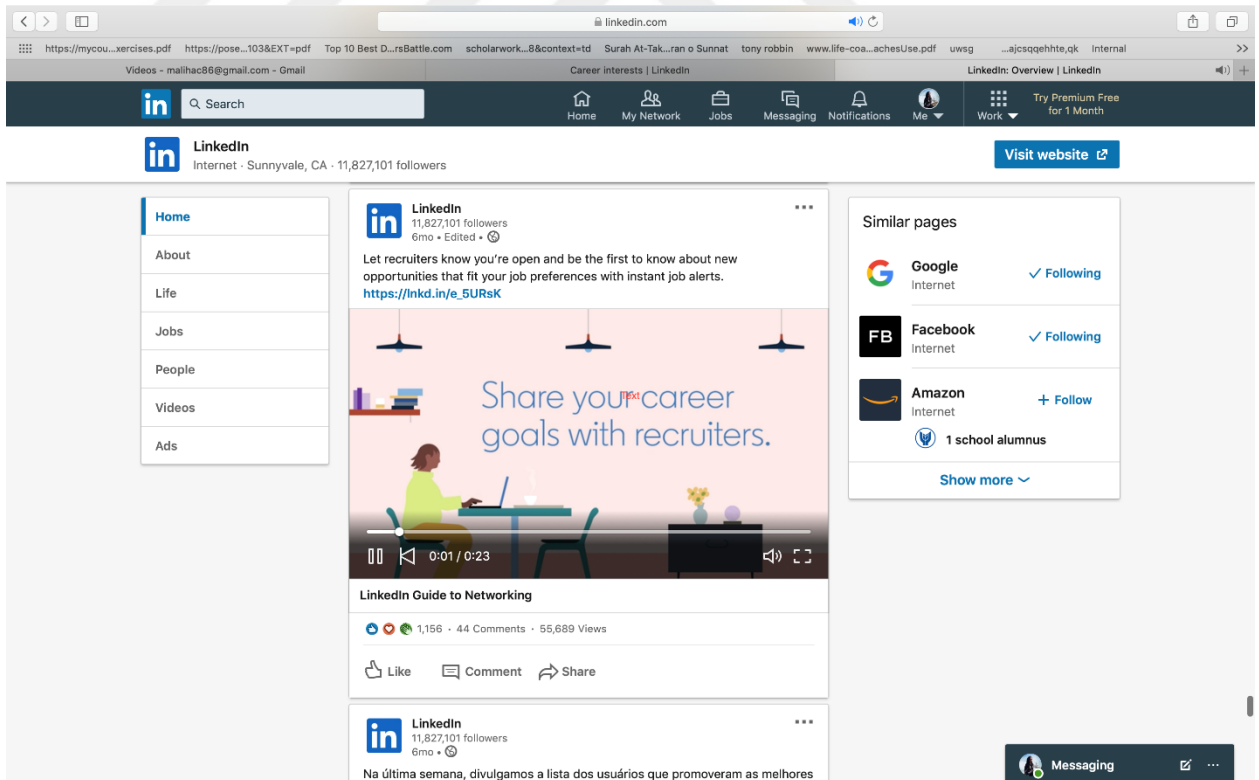 linkedin.com
https://mycou...xercises.pdf https://pose...103&EXT=pdf Top 10 Best D...rsBattle.com scholarwork...8&context=td Surah At-Tak...ran o Sunnat tony robbin www.life-coa...achesUse.pdf uwsg ...ajcsqqehhte,qk Internal >>
Videos – malihac86@gmail.com - Gmail Career interests | LinkedIn LinkedIn: Overview | LinkedIn
in Search Home My Network Jobs Messaging Notifications Me Work Try Premium Free
for 1 Month
in LinkedIn
Internet · Sunnyvale, CA · 11,827,101 followers
Visit website
Home
About
Life
Jobs
People
Videos
Ads
in LinkedIn
11,827,101 followers
6mo • Edited •
Let recruiters know you're open and be the first to know about new
opportunities that fit your job preferences with instant job alerts.
https://lnkd.in/e_5URsK
Share your career
Text
goals with recruiters.
0:01 / 0:23
LinkedIn Guide to Networking
1,156 · 44 Comments · 55,689 Views
Like Comment Share
in LinkedIn
11,827,101 followers
6mo •
Na última semana, divulgamos a lista dos usuários que promoveram as melhores
Similar pages
Google
Internet
Following
FB Facebook
Internet
Following
Amazon
Internet
+ Follow
1 school alumnus
Show more
Messaging